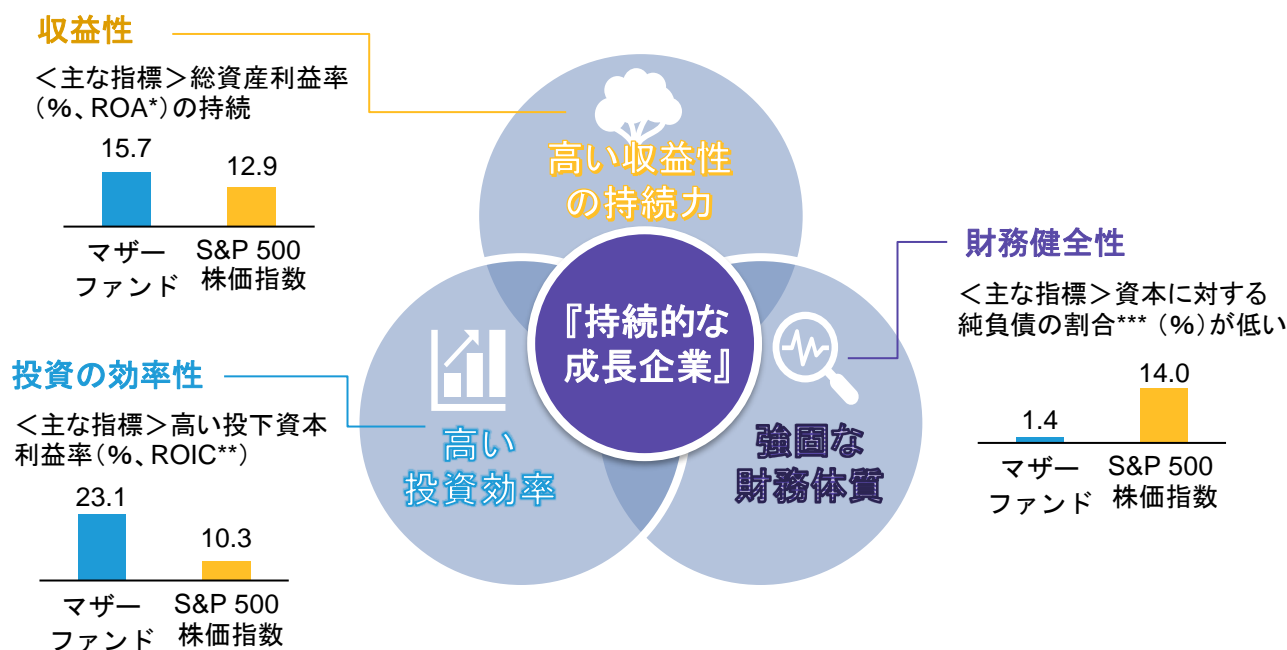 収益性
＜主な指標＞総資産利益率
(%、ROA*)の持続
15.7
12.9
マザー
ファンド
S&P 500
株価指数
高い収益性
の持続力
財務健全性
＜主な指標＞資本に対する
純負債の割合*** (%)が低い
1.4
14.0
マザー
ファンド
S&P 500
株価指数
『持続的な
成長企業』
投資の効率性
＜主な指標＞高い投下資本
利益率(%、ROIC**)
23.1
10.3
マザー
ファンド
S&P 500
株価指数
高い
投資効率
強固な
財務体質